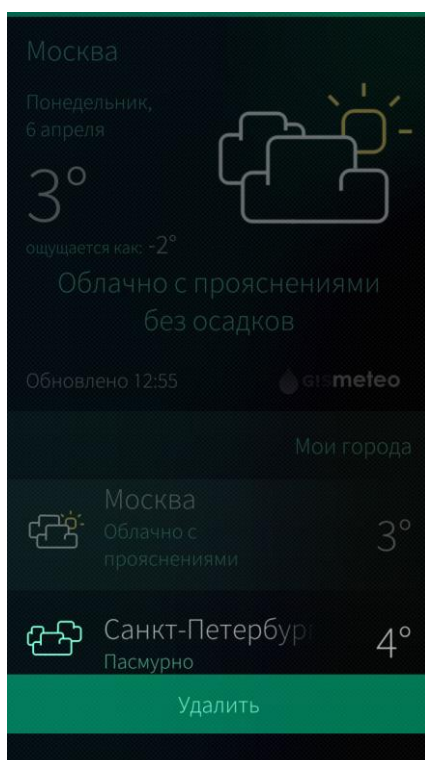 Москва
Понедельник,
6 апреля
3°
ощущается как: -2°
Облачно с прояснениями
без осадков
Обновлено 12:55
GISmeteo
Мои города
Москва
Облачно с
прояснениями
3°
Санкт-Петербург
4°
Пасмурно
Удалить